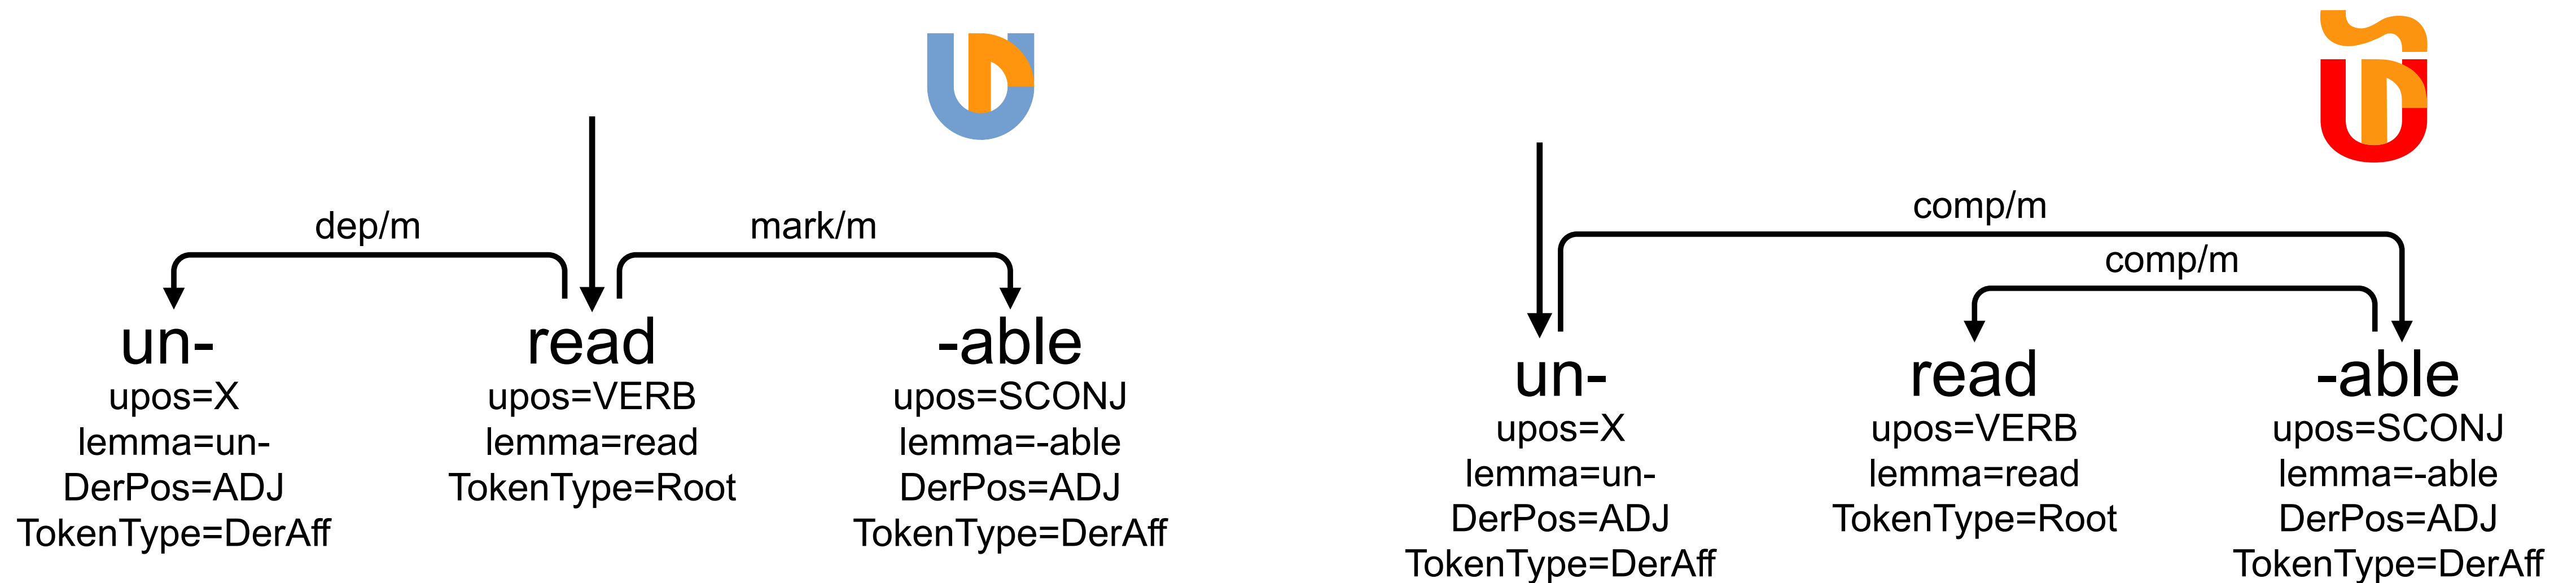 dep/m
mark/m
un-
read
-able
upos=X
upos=VERB
upos=SCONJ
lemma=un-
lemma=read
lemma=-able
DerPos=ADJ
TokenType=Root
DerPos=ADJ
TokenType=DerAff
TokenType=DerAff
comp/m
comp/m
un-
read
-able
upos=X
upos=VERB
upos=SCONJ
lemma=un-
lemma=read
lemma=-able
DerPos=ADJ
TokenType=Root
DerPos=ADJ
TokenType=DerAff
TokenType=DerAff